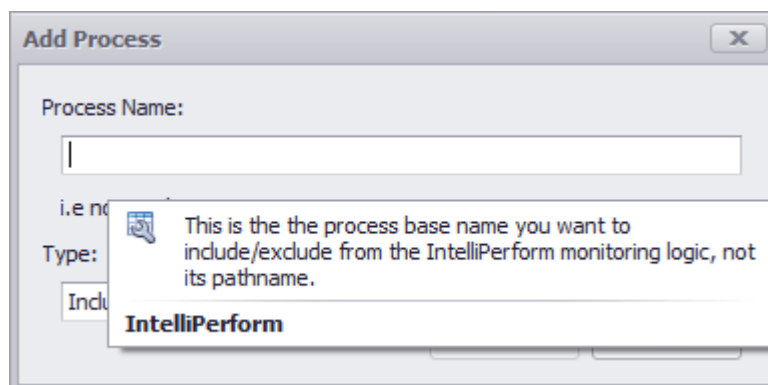 Add Process
Process Name:
i.e
This is the the process base name you want to
include/exclude from the IntelliPerform monitoring logic, not
its pathname.
Type:
IntelliPerform